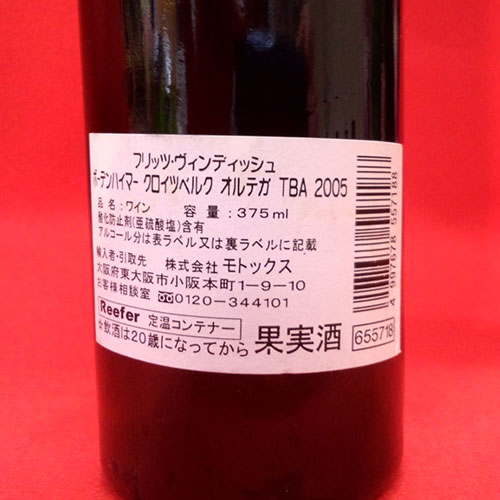 フリッツ・ヴィンディッシュ
ボーデンハイマー クロイツベルク オルテガ TBA 2005
品 名：ワイン 容 量：375ml
酸化防止剤(亜硫酸塩)含有
アルコール分は表ラベル又は裏ラベルに記載
輸入者・引取先 株式会社 モトックス
大阪府東大阪市小阪本町1-9-10
お客様相談室 0120-344101
Reefer 定温コンテナー
☆飲酒は20歳になってから 果実酒
4 997678 557188
655718